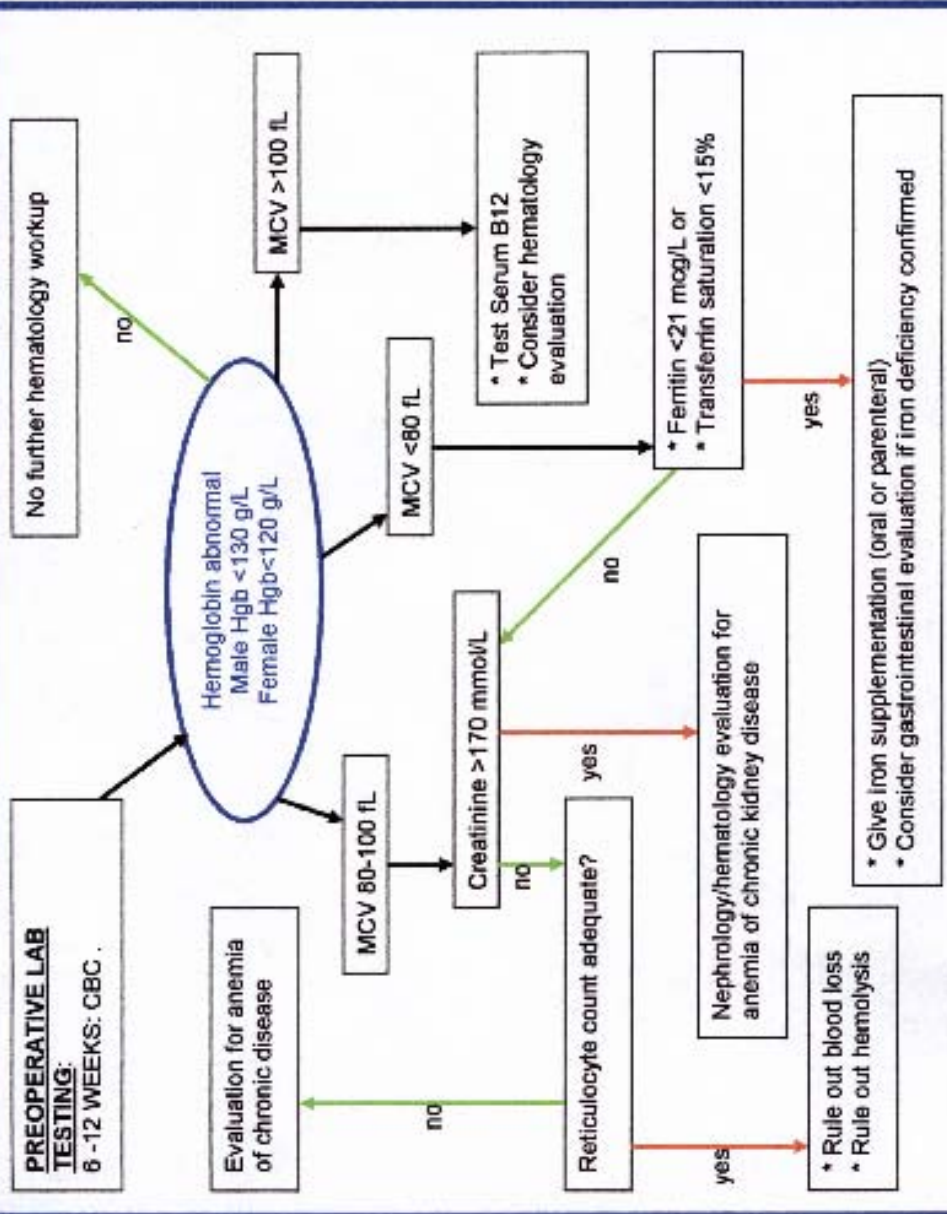 PREOPERATIVE LAB
TESTING:
6 -12 WEEKS: CBC .
No further hematology workup
no
Hemoglobin abnormal
Male Hgb <130 g/L
Female Hgb<120 g/L
MCV 80-100 fL
MCV <80 fL
MCV >100 fL
Evaluation for anemia
of chronic disease
Creatinine >170 mmol/L
* Test Serum B12
* Consider hematology
evaluation
no
no
yes
no
Reticulocyte count adequate?
* Ferritin <21 mcg/L or
* Transferrin saturation <15%
yes
yes
Nephrology/hematology evaluation for
anemia of chronic kidney disease
* Rule out blood loss
* Rule out hemolysis
* Give iron supplementation (oral or parenteral)
* Consider gastrointestinal evaluation if iron deficiency confirmed